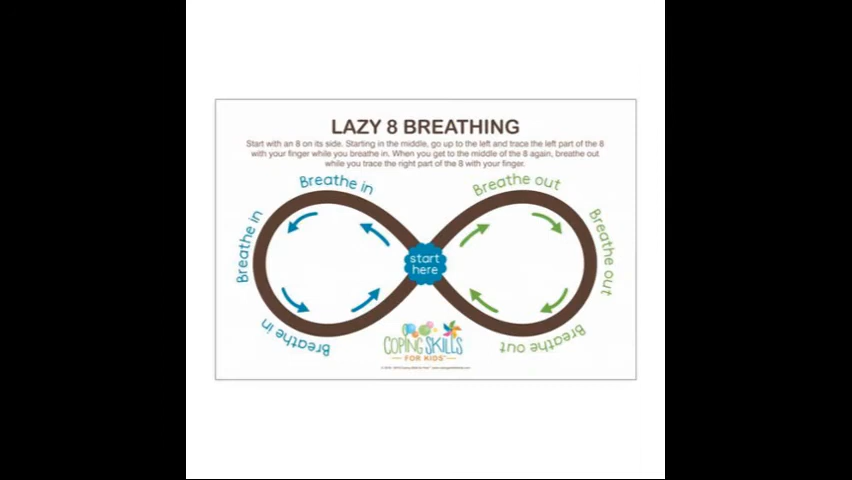 LAZY 8 BREATHING
Start with an 8 on its side. Starting in the middle, go up to the left and trace the left part of the 8
with your finger while you breathe in. When you get to the middle of the 8 again, breathe out
while you trace the right part of the 8 with your finger.
Breathe in
Breathe out
Breathe in
Breathe out
start
here
Breathe in
Breathe out
COPING SKILLS
FOR KIDS